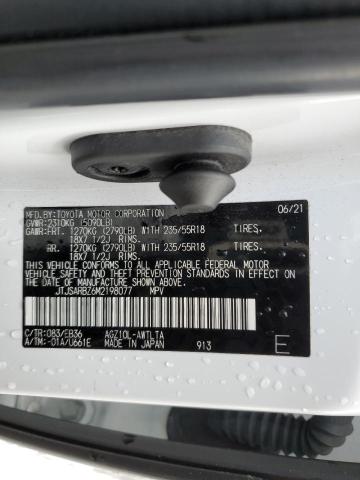 MFD.BY:TOYOTA MOTOR CORPORATION 06/21
GVWR:2310KG (5090LB)
GAWR:FRT. 1270KG (2790LB) WITH 235/55R18 TIRES.
18X7 1/2J RIMS.
RR. 1270KG (2790LB) WITH 235/55R18 TIRES.
18X7 1/2J RIMS.
THIS VEHICLE CONFORMS TO ALL APPLICABLE
FEDERAL MOTOR VEHICLE SAFETY STANDARDS IN
EFFECT ON THE DATE OF MANUFACTURE SHOWN ABOVE.
JTJSARBZ6M2198077 MPV
C/TR:083/EB36 AGZ10L-AWTLTA
A/TM:-01A/U661E MADE IN JAPAN 913 E